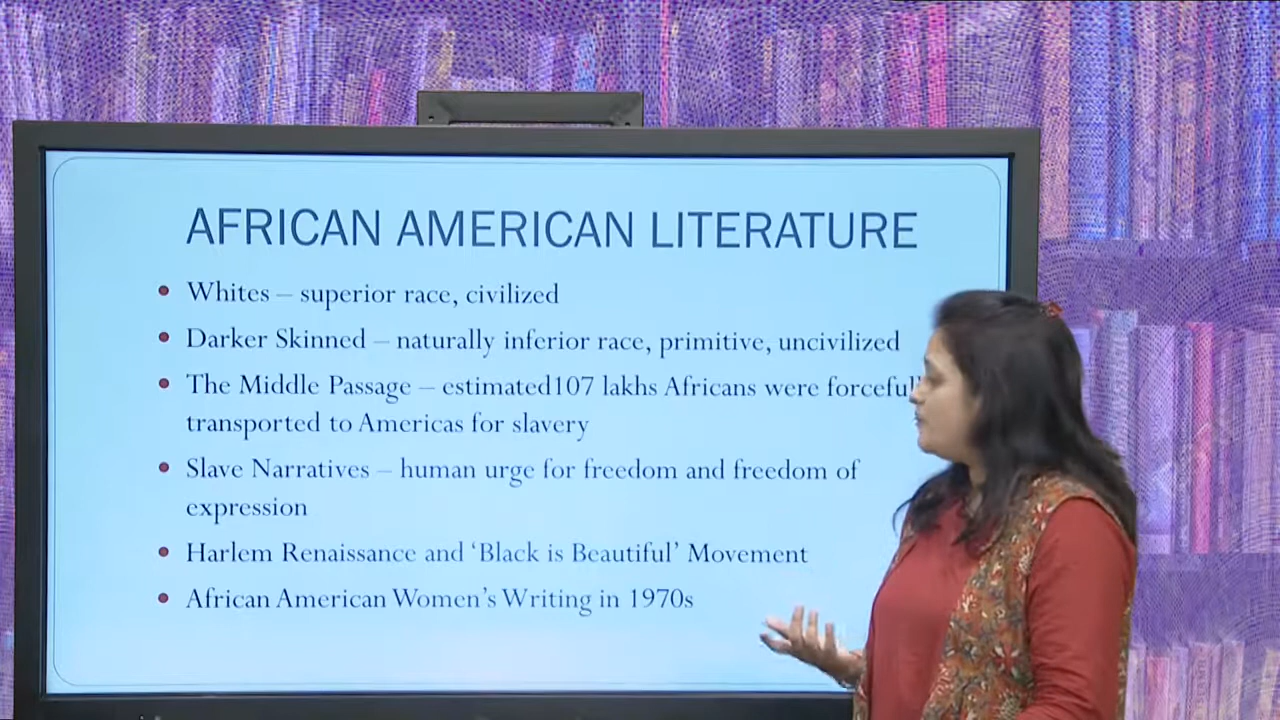 AFRICAN AMERICAN LITERATURE
• Whites – superior race, civilized
• Darker Skinned – naturally inferior race, primitive, uncivilized
• The Middle Passage – estimated107 lakhs Africans were
transported to Americas for slavery
• Slave Narratives – human urge for freedom and freedom of
expression
• Harlem Renaissance and ‘Black is Beautiful’ Movement
• African American Women’s Writing in 1970s